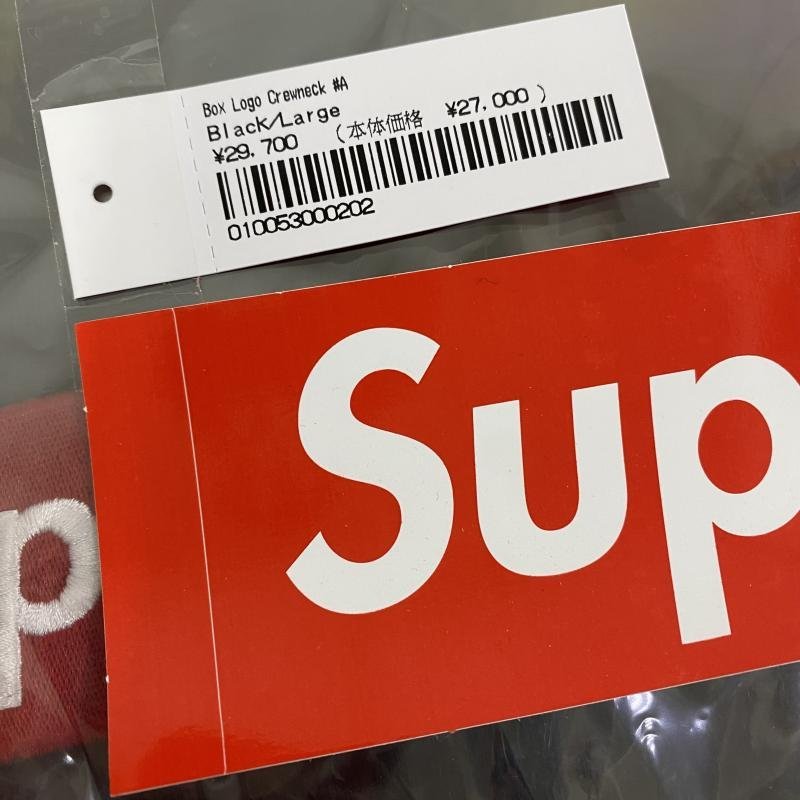 Box Logo Crewneck #A
Black/Large
¥29,700 (本体価格 ¥27,000)
010053000202
Sup
p